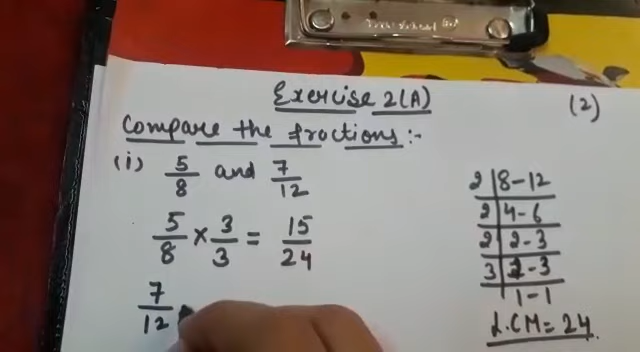 Exercise 2(A)
(2)
Compare the fractions:-
(i) 5/8 and 7/12
5/8 × 3/3 = 15/24
7/12
2 | 8-12
2 | 4-6
2 | 2-3
3 | 1-3
1-1
L.CM = 24